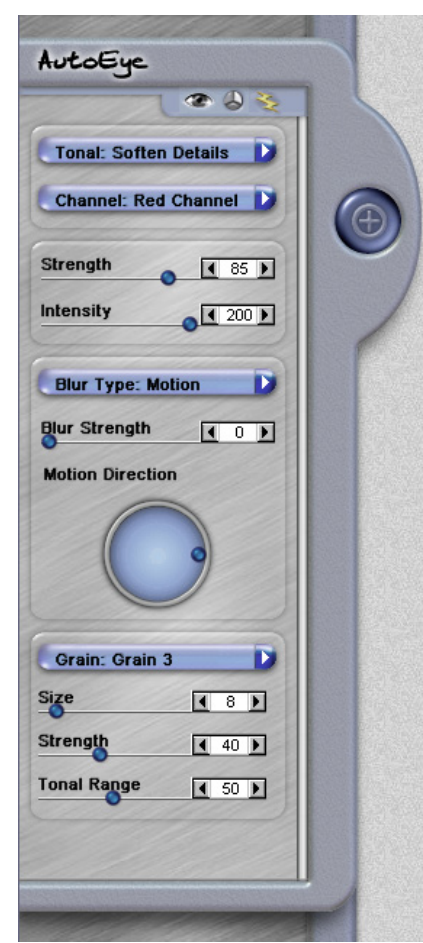 AutoEye
Tonal: Soften Details
Channel: Red Channel
Strength 85
Intensity 200
Blur Type: Motion
Blur Strength 0
Motion Direction
Grain: Grain 3
Size 8
Strength 40
Tonal Range 50